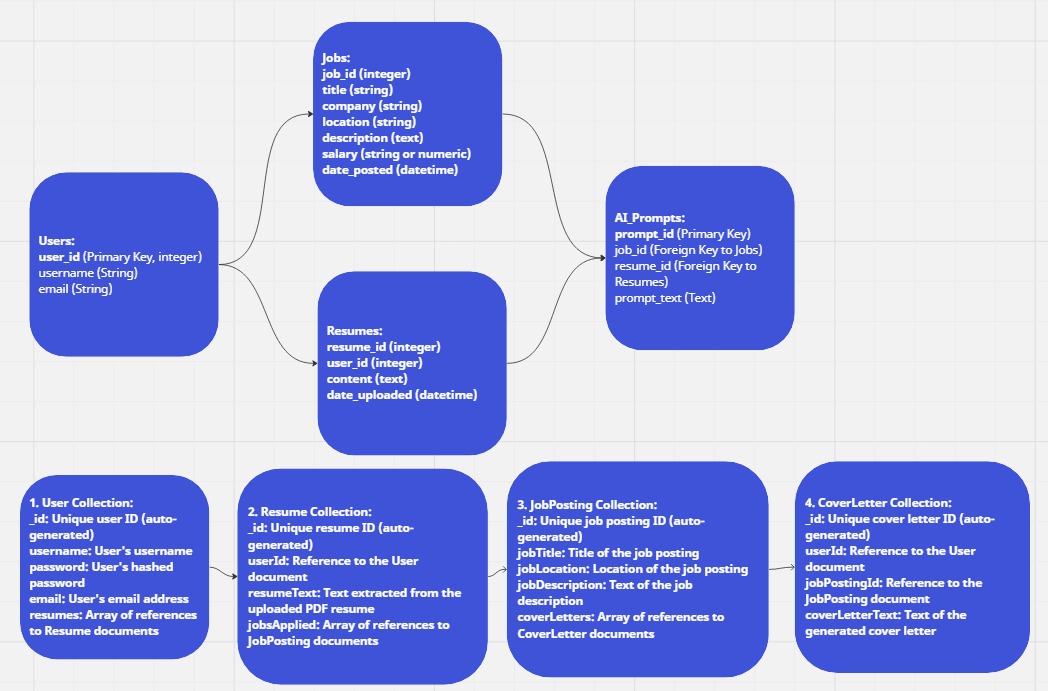 Jobs:
job_id (integer)
title (string)
company (string)
location (string)
description (text)
salary (string or numeric)
date_posted (datetime)
Users:
user_id (Primary Key, integer)
username (String)
email (String)
AI_Prompts:
prompt_id (Primary Key)
job_id (Foreign Key to Jobs)
resume_id (Foreign Key to
Resumes)
prompt_text (Text)
Resumes:
resume_id (integer)
user_id (integer)
content (text)
date_uploaded (datetime)
1. User Collection:
_id: Unique user ID (auto-
generated)
username: User's username
password: User's hashed
password
email: User's email address
resumes: Array of references
to Resume documents
2. Resume Collection:
_id: Unique resume ID (auto-
generated)
userId: Reference to the User
document
resumeText: Text extracted from the
uploaded PDF resume
jobsApplied: Array of references to
JobPosting documents
3. JobPosting Collection:
_id: Unique job posting ID (auto-
generated)
jobTitle: Title of the job posting
jobLocation: Location of the job posting
jobDescription: Text of the job
description
coverLetters: Array of references to
CoverLetter documents
4. CoverLetter Collection:
_id: Unique cover letter ID (auto-
generated)
userId: Reference to the User
document
jobPostingId: Reference to the
JobPosting document
coverLetterText: Text of the
generated cover letter